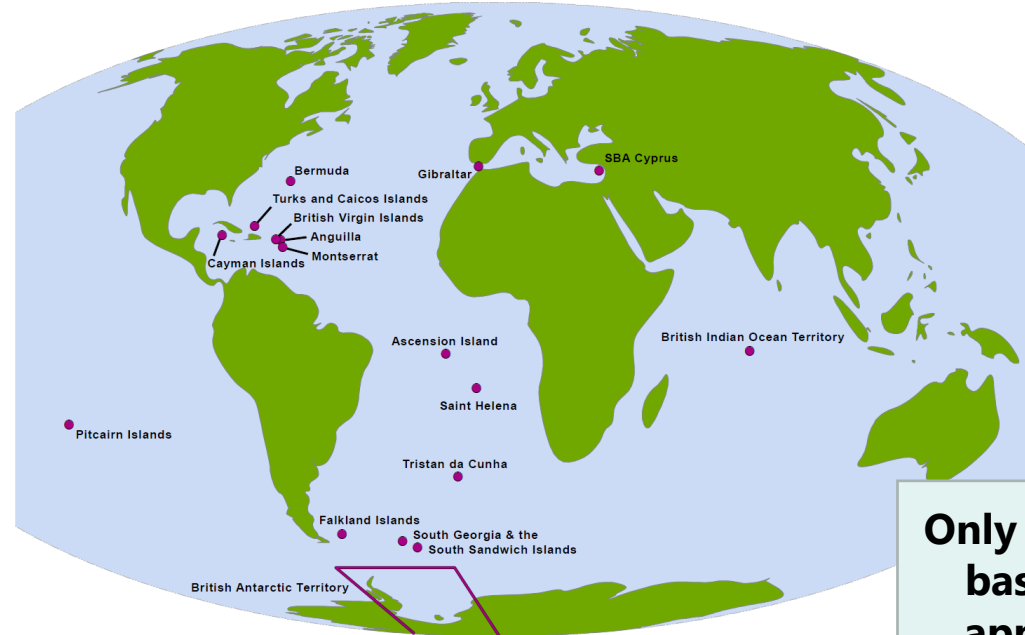 Bermuda
Gibraltar
SBA Cyprus
Turks and Caicos Islands
British Virgin Islands
Anguilla
Montserrat
Cayman Islands
Ascension Island
British Indian Ocean Territory
Saint Helena
Pitcairn Islands
Tristan da Cunha
Falkland Islands
South Georgia & the
South Sandwich Islands
British Antarctic Territory
Only
bas
app